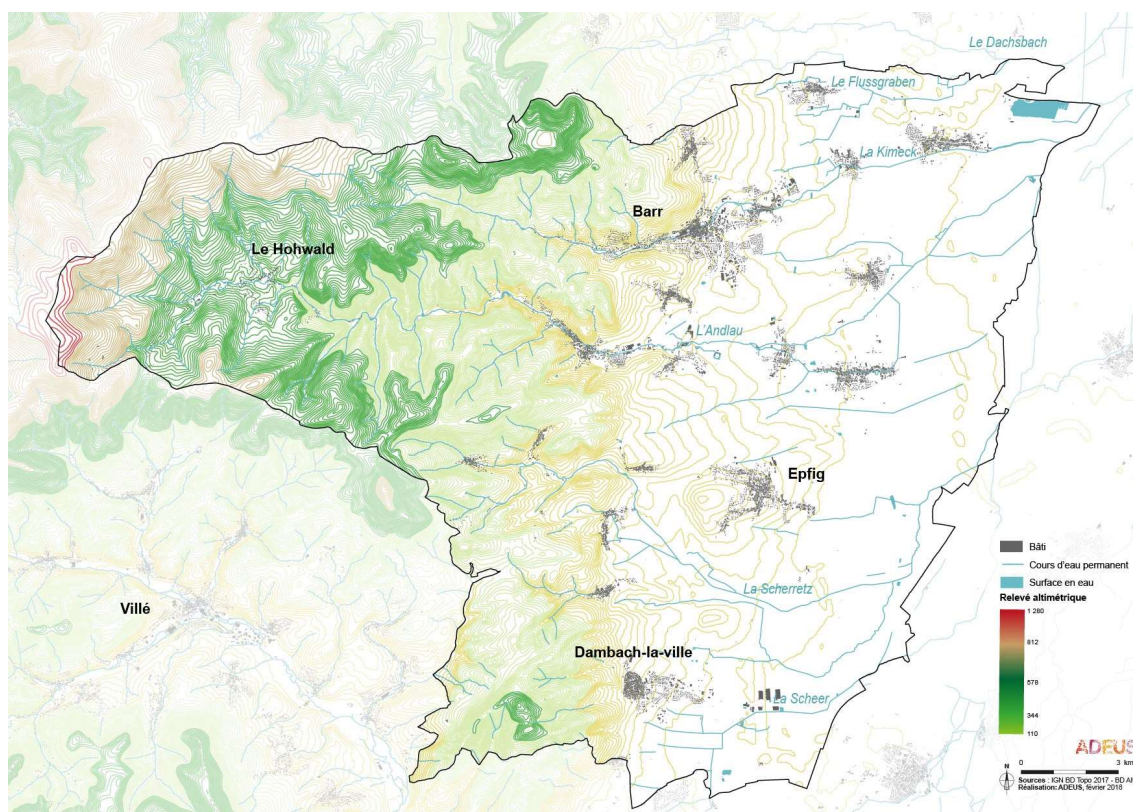 Le Dachsbach
Le Flussgraben
La Kimeck
Barr
Le Hohwald
L'Andlau
Epfig
La Scherretz
Villé
Dambach-la-ville
La Scheer
Bâti
Cours d'eau permanent
Surface en eau
Relevé altimétrique
1 280
812
578
344
110
ADEUS
0 3 km
N
Sources : IGN BD Topo 2017 - BD Al
Réalisation: ADEUS, février 2018